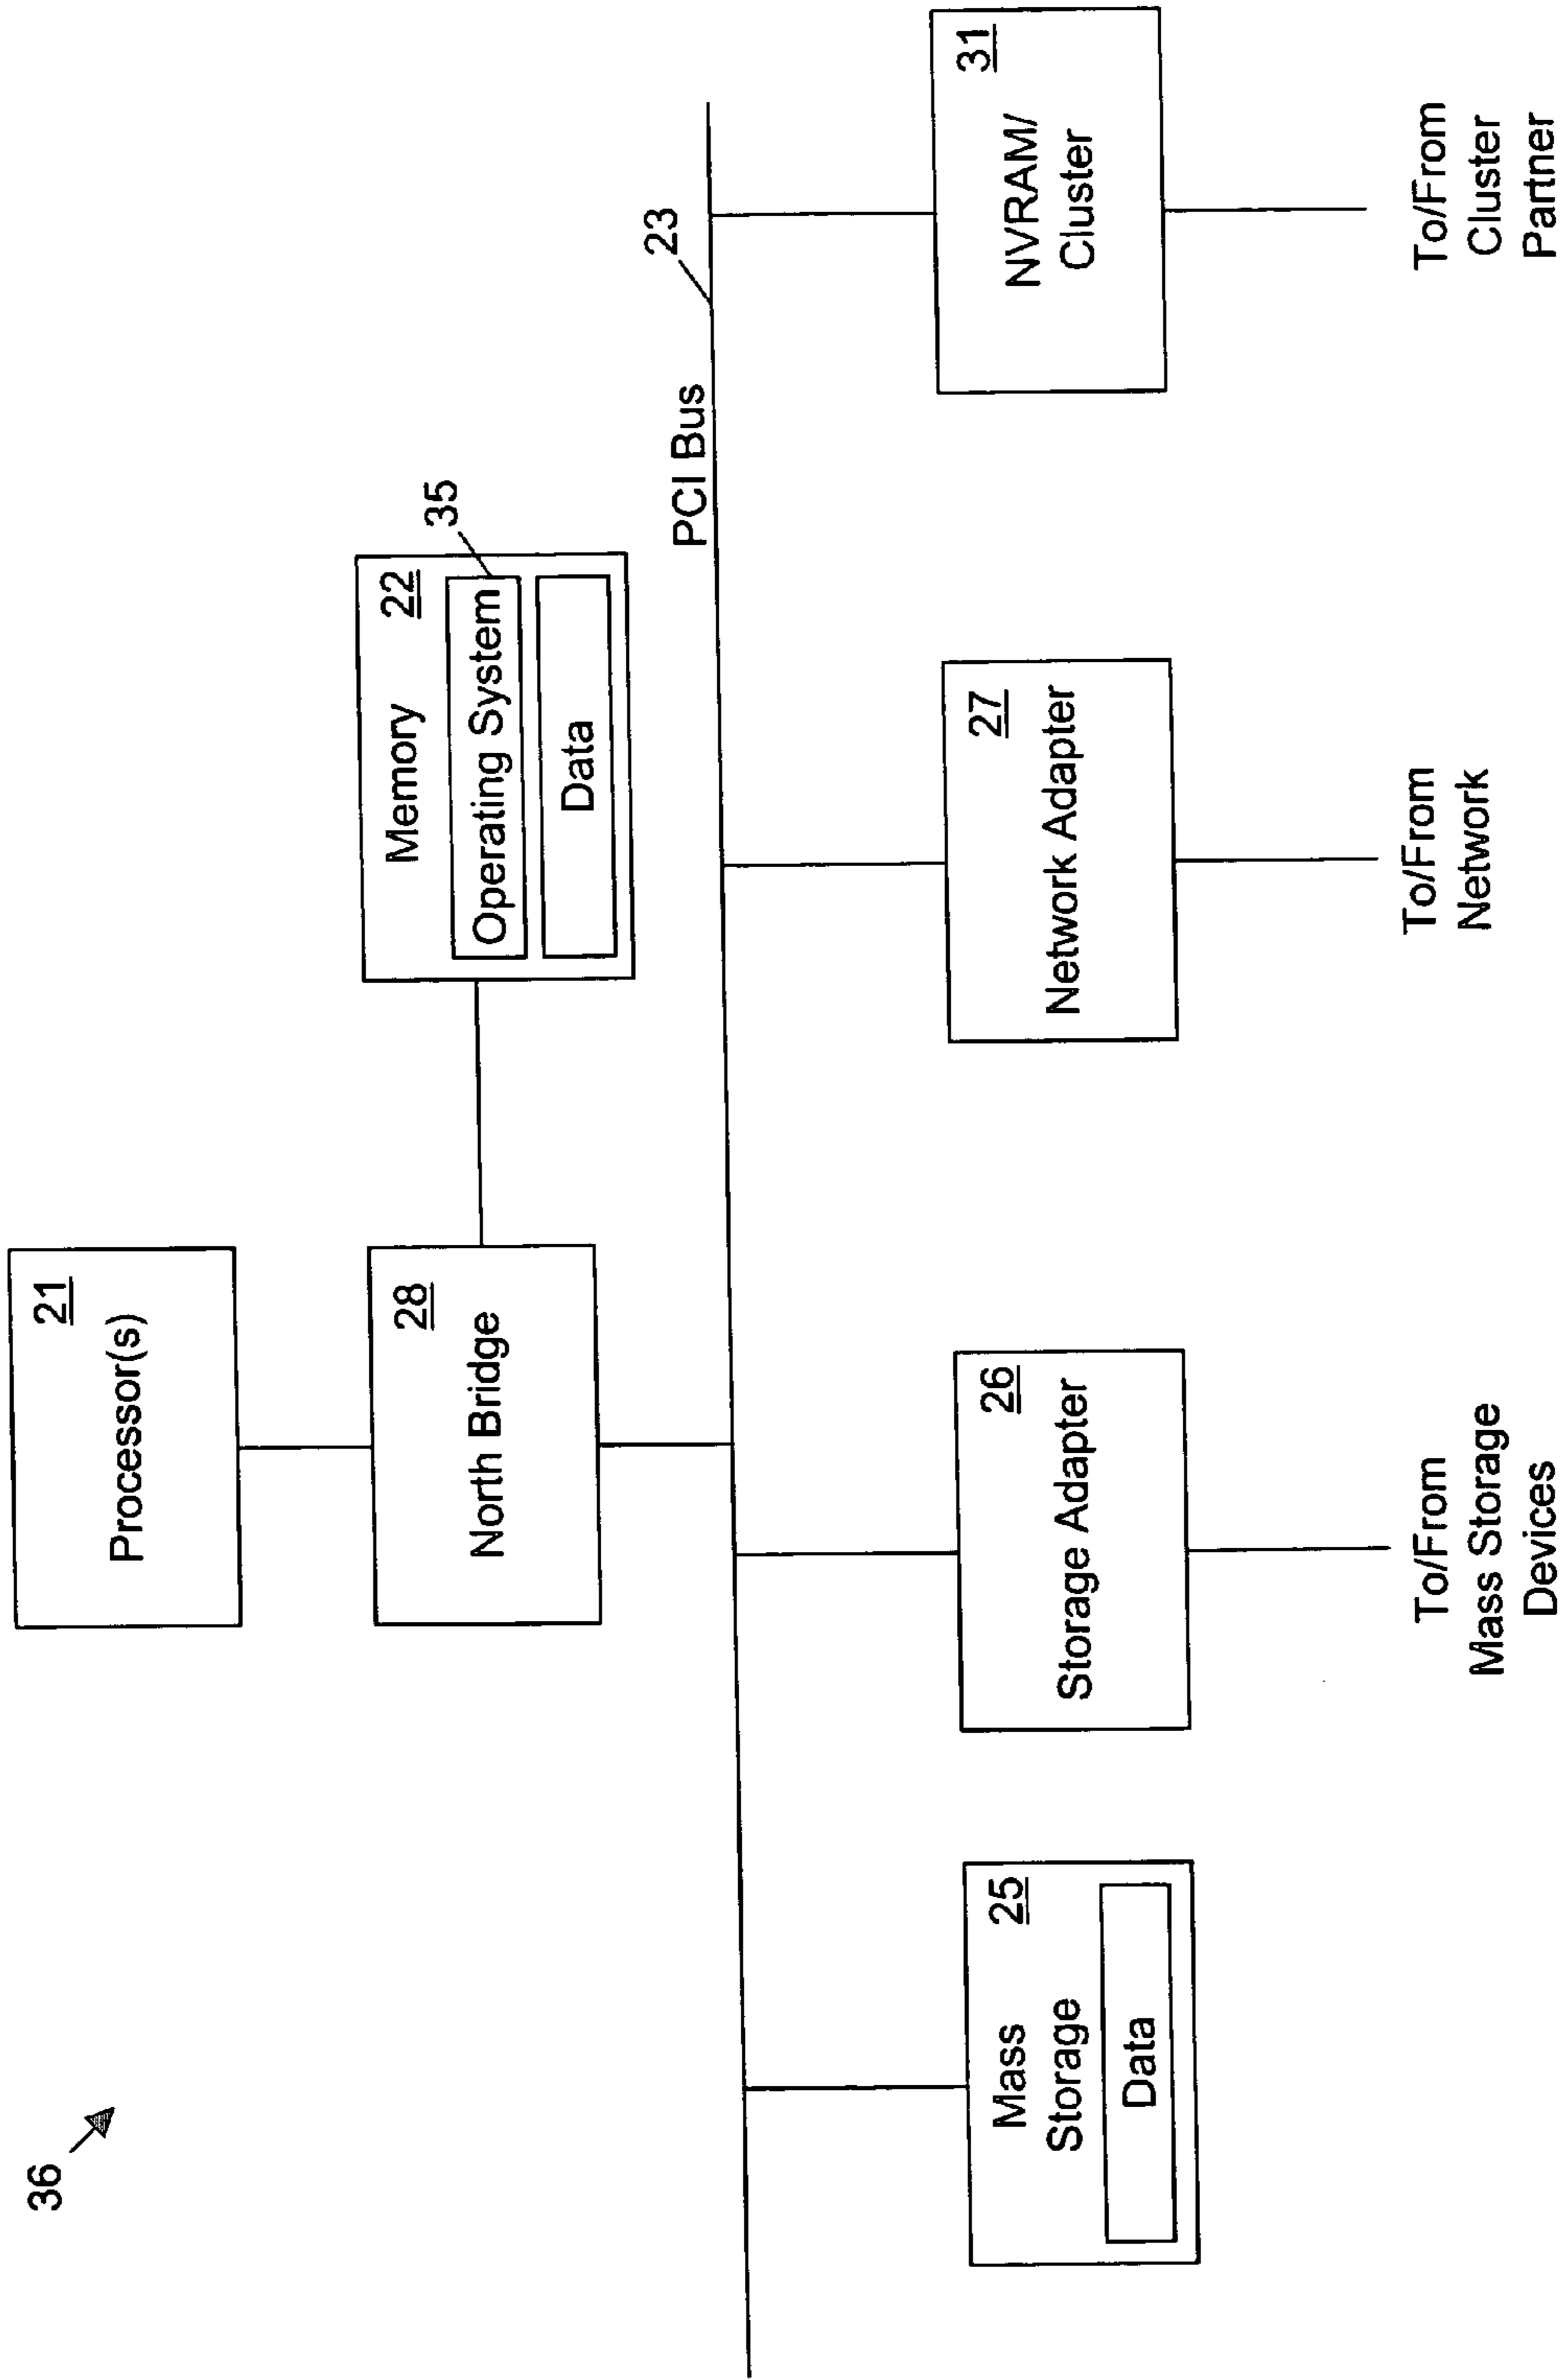 36
21
Processor(s)
28
North Bridge
Memory 22
Operating System
Data
35
PCI Bus
23
Mass 25
Storage
Data
26
Storage Adapter
To/From
Mass Storage
Devices
27
Network Adapter
To/From
Network
31
NVRAM/
Cluster
To/From
Cluster
Partner